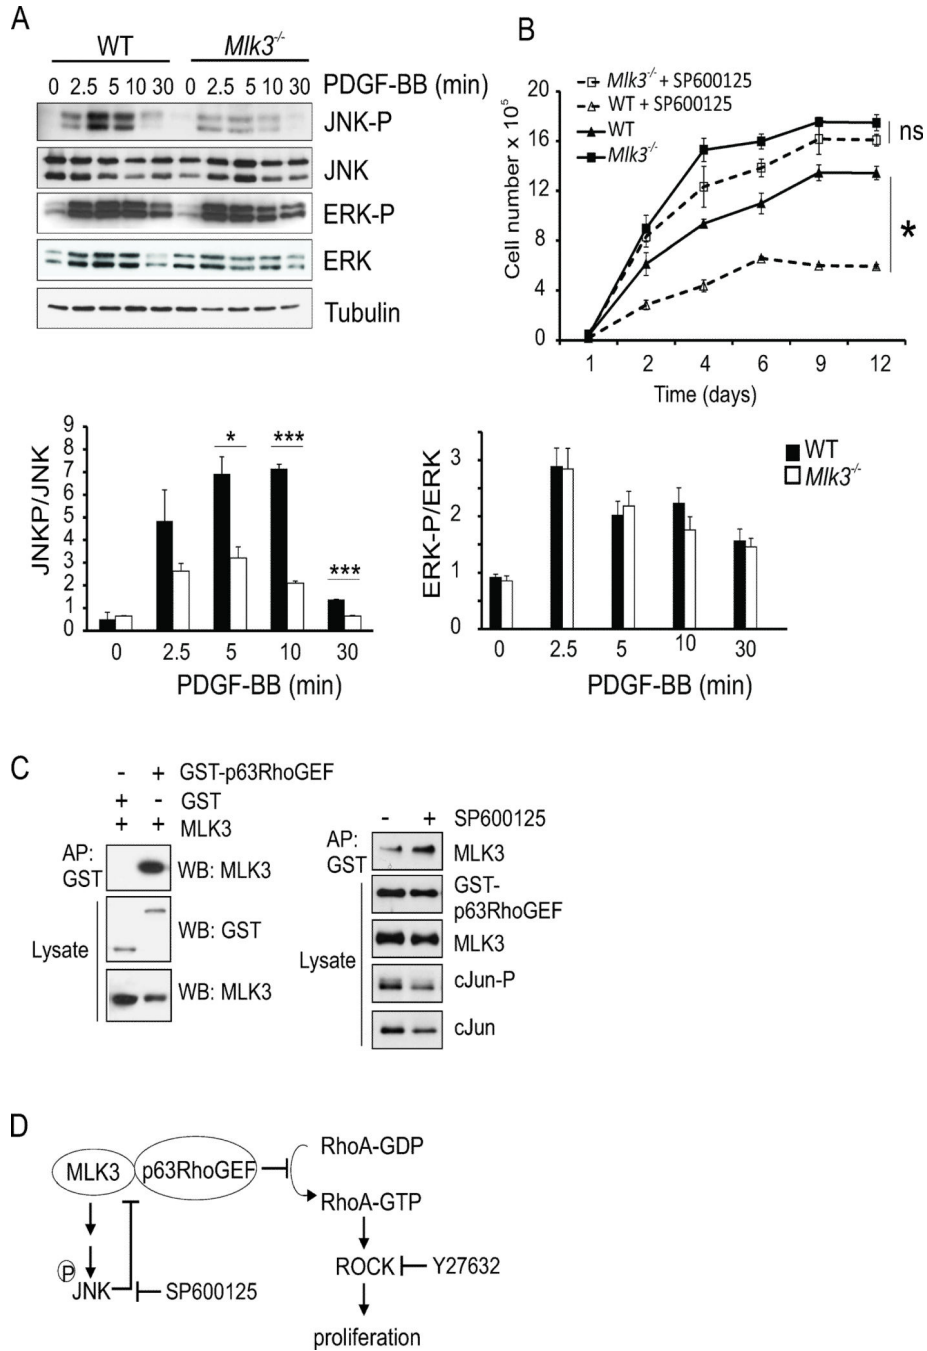 A
WT Mlk3-/-
0 2.5 5 10 30 0 2.5 5 10 30 PDGF-BB (min)
JNK-P
JNK
ERK-P
ERK
Tubulin
B
Mlk3-/- + SP600125
WT + SP600125
WT
Mlk3-/-
Cell number x 10⁵
20
16
12
8
4
0
ns
*
1 2 4 6 9 12
Time (days)
JNKP/JNK
9
8
7
6
5
4
3
2
1
0
* ***
***
0 2.5 5 10 30
PDGF-BB (min)
ERK-P/ERK
3
2
1
0
WT
Mlk3-/-
0 2.5 5 10 30
PDGF-BB (min)
C
- + GST-p63RhoGEF
+ - GST
+ + MLK3
AP:
GST
WB: MLK3
Lysate
WB: GST
WB: MLK3
- + SP600125
AP:
GST
MLK3
Lysate
GST-
p63RhoGEF
MLK3
cJun-P
cJun
D
MLK3 p63RhoGEF
RhoA-GDP
RhoA-GTP
P
JNK SP600125
ROCK Y27632
proliferation